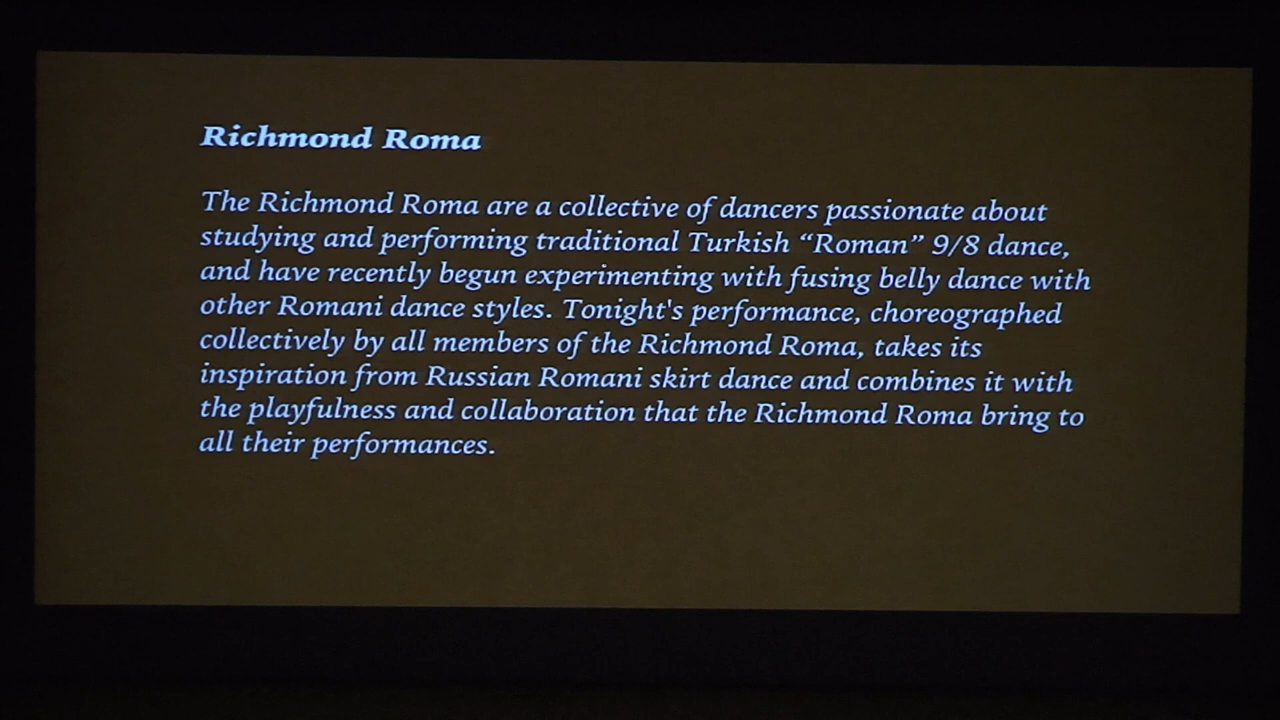 Richmond Roma
The Richmond Roma are a collective of dancers passionate about
studying and performing traditional Turkish “Roman” 9/8 dance,
and have recently begun experimenting with fusing belly dance with
other Romani dance styles. Tonight's performance, choreographed
collectively by all members of the Richmond Roma, takes its
inspiration from Russian Romani skirt dance and combines it with
the playfulness and collaboration that the Richmond Roma bring to
all their performances.